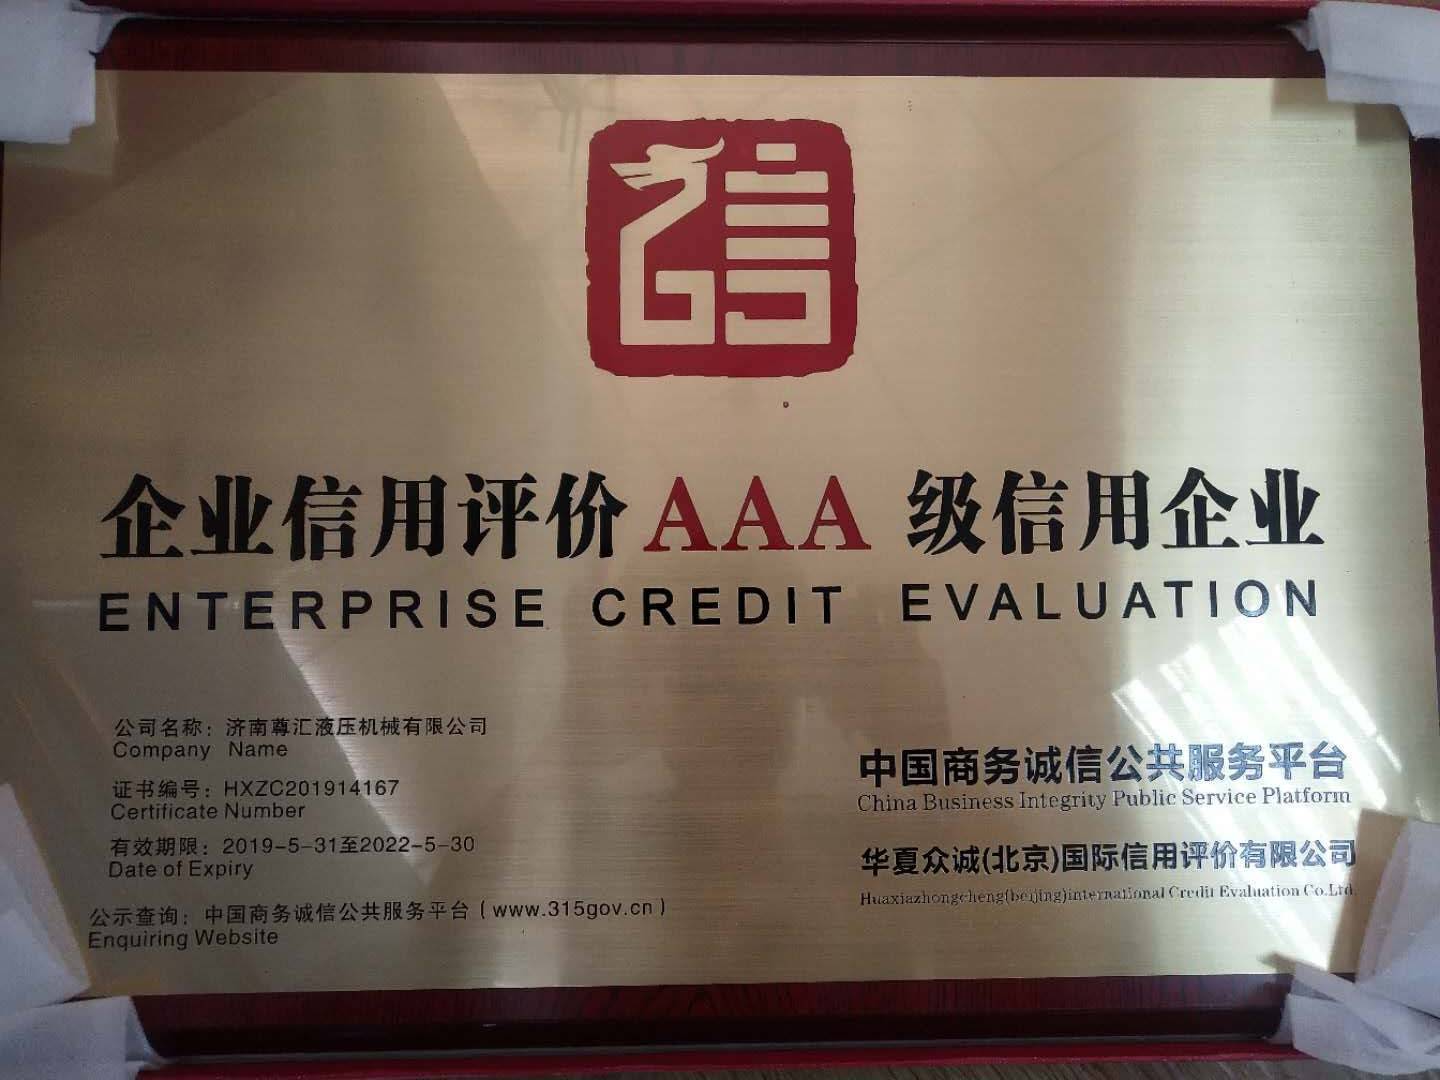 信
企业信用评价AAA级信用企业
ENTERPRISE CREDIT EVALUATION
公司名称：济南尊汇液压机械有限公司
Company Name
证书编号：HXZC201914167
Certificate Number
有效期限：2019-5-31至2022-5-30
Date of Expiry
公示查询：中国商务诚信公共服务平台（www.315gov.cn）
Enquiring Website
中国商务诚信公共服务平台
China Business Integrity Public Service Platform
华夏众诚(北京)国际信用评价有限公司
Huaxiazhongcheng(beijing)international Credit Evaluation Co.Ltd.